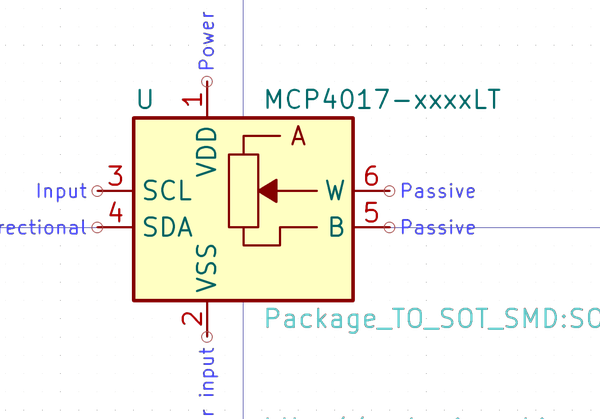 Power
1
U
MCP4017-xxxxLT
VDD
A
Input
3
SCL
W
6
Passive
rectional
4
SDA
B
5
Passive
VSS
2
Package_TO_SOT_SMD:SO
r input